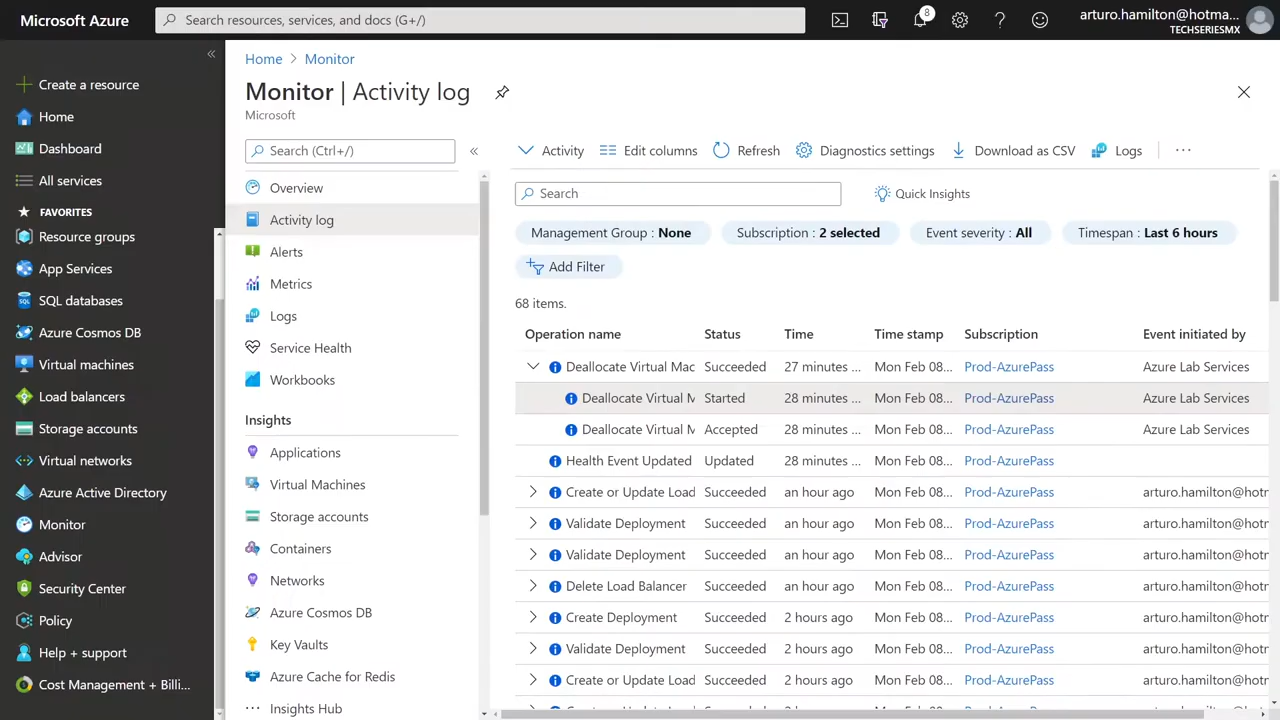 Microsoft Azure
Search resources, services, and docs (G+/)
8
arturo.hamilton@hotma...
TECHSERIESMX
Create a resource
Home
Dashboard
All services
FAVORITES
Resource groups
App Services
SQL databases
Azure Cosmos DB
Virtual machines
Load balancers
Storage accounts
Virtual networks
Azure Active Directory
Monitor
Advisor
Security Center
Policy
Help + support
Cost Management + Billi...
Home > Monitor
Monitor | Activity log
Microsoft
Search (Ctrl+/)
Overview
Activity log
Alerts
Metrics
Logs
Service Health
Workbooks
Insights
Applications
Virtual Machines
Storage accounts
Containers
Networks
Azure Cosmos DB
Key Vaults
Azure Cache for Redis
Insights Hub
Activity Edit columns Refresh Diagnostics settings Download as CSV Logs ...
Search Quick Insights
Management Group : None Subscription : 2 selected Event severity : All Timespan : Last 6 hours
Add Filter
68 items.
Operation name Status Time Time stamp Subscription Event initiated by
Deallocate Virtual Mac Succeeded 27 minutes ... Mon Feb 08... Prod-AzurePass Azure Lab Services
Deallocate Virtual M Started 28 minutes ... Mon Feb 08... Prod-AzurePass Azure Lab Services
Deallocate Virtual M Accepted 28 minutes ... Mon Feb 08... Prod-AzurePass Azure Lab Services
Health Event Updated Updated 28 minutes ... Mon Feb 08... Prod-AzurePass
Create or Update Load Succeeded an hour ago Mon Feb 08... Prod-AzurePass arturo.hamilton@hotm
Validate Deployment Succeeded an hour ago Mon Feb 08... Prod-AzurePass arturo.hamilton@hotm
Validate Deployment Succeeded an hour ago Mon Feb 08... Prod-AzurePass arturo.hamilton@hotm
Delete Load Balancer Succeeded an hour ago Mon Feb 08... Prod-AzurePass arturo.hamilton@hotm
Create Deployment Succeeded 2 hours ago Mon Feb 08... Prod-AzurePass arturo.hamilton@hotm
Validate Deployment Succeeded 2 hours ago Mon Feb 08... Prod-AzurePass arturo.hamilton@hotm
Create or Update Load Succeeded 2 hours ago Mon Feb 08... Prod-AzurePass arturo.hamilton@hotm